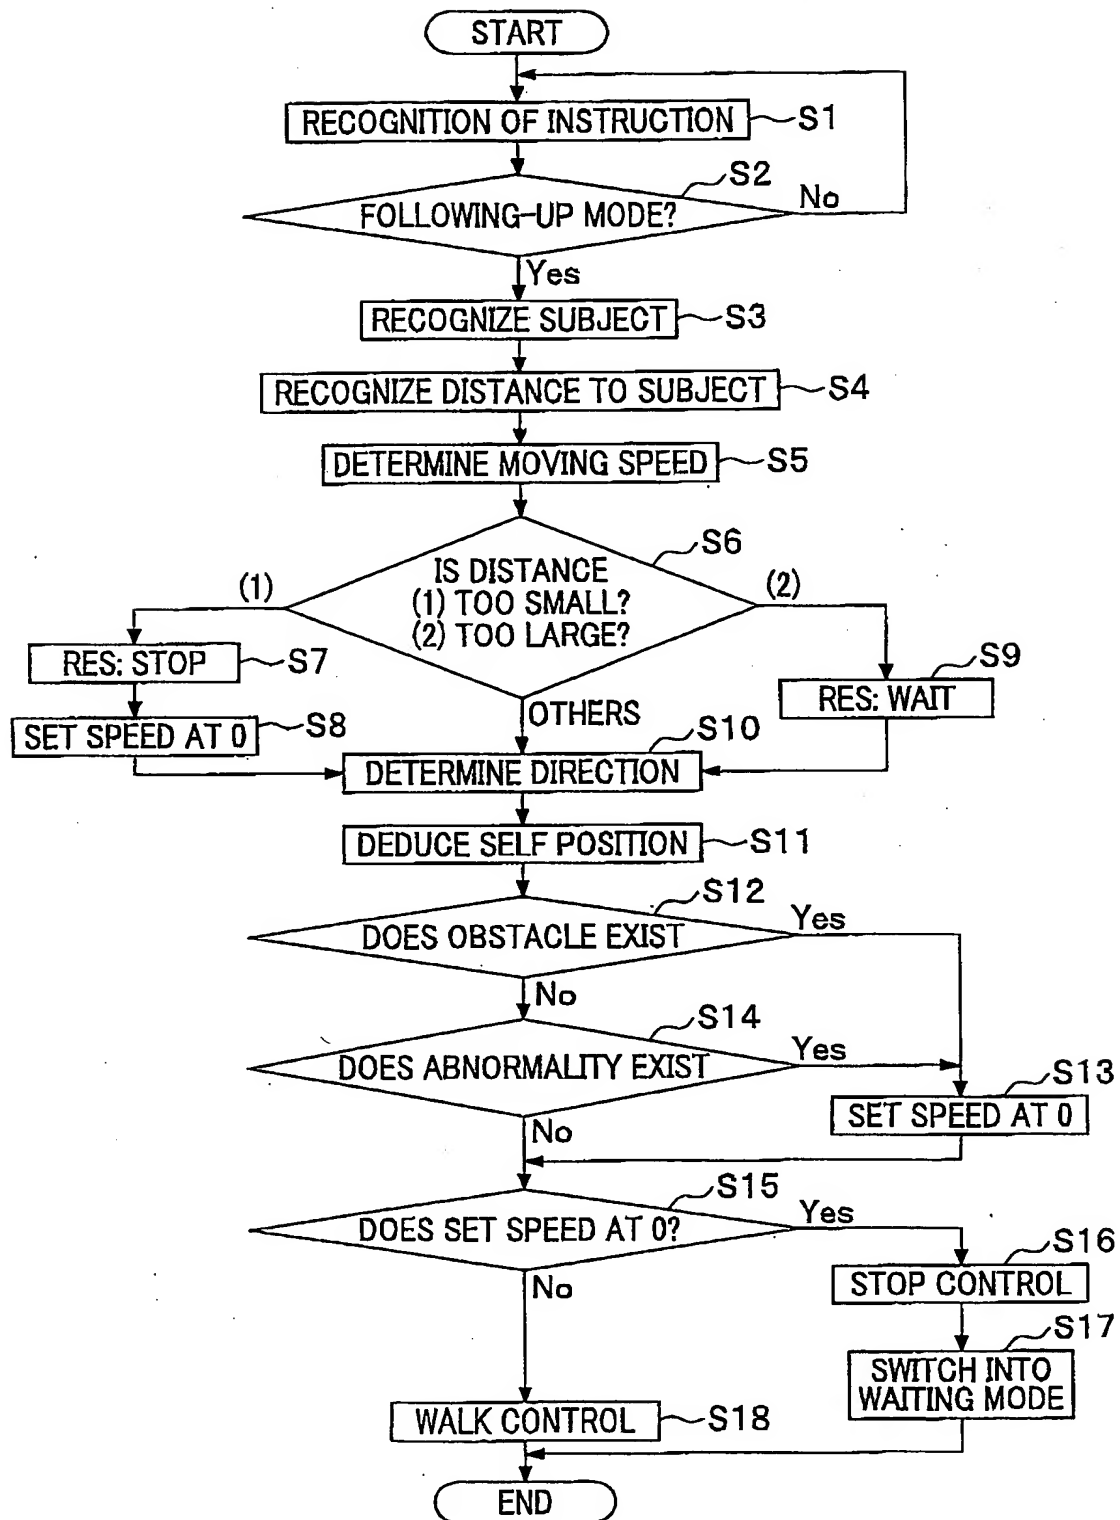 START
RECOGNITION OF INSTRUCTION
S1
S2
FOLLOWING-UP MODE?
No
Yes
RECOGNIZE SUBJECT
S3
RECOGNIZE DISTANCE TO SUBJECT
S4
DETERMINE MOVING SPEED
S5
S6
IS DISTANCE
(1) TOO SMALL?
(2) TOO LARGE?
(1)
(2)
RES: STOP
S7
SET SPEED AT 0
S8
S9
RES: WAIT
OTHERS
S10
DETERMINE DIRECTION
DEDUCE SELF POSITION
S11
S12
DOES OBSTACLE EXIST
Yes
No
S14
DOES ABNORMALITY EXIST
Yes
S13
SET SPEED AT 0
No
S15
DOES SET SPEED AT 0?
Yes
No
S16
STOP CONTROL
S17
SWITCH INTO
WAITING MODE
WALK CONTROL
S18
END